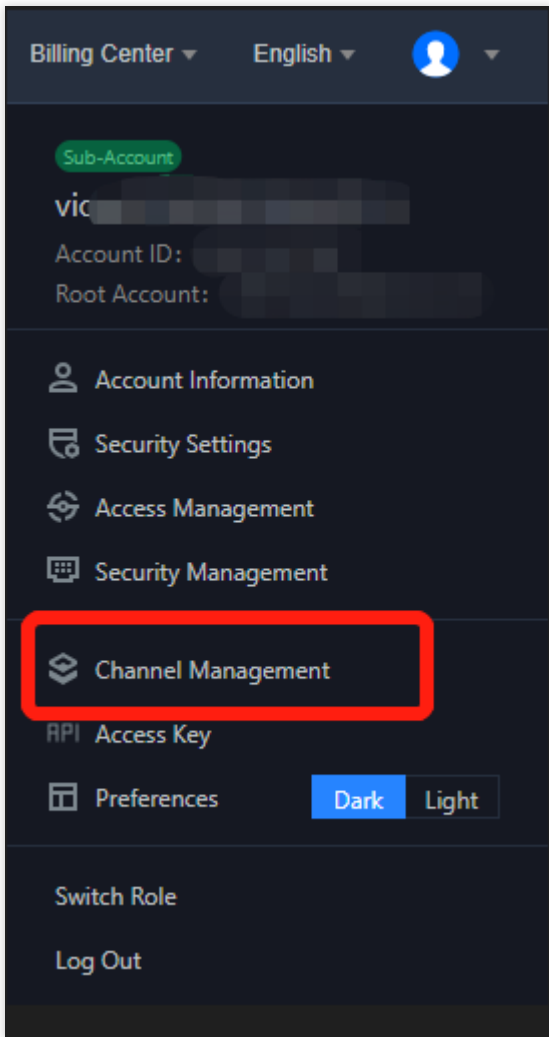 Billing Center English
Sub-Account
Account ID:
Root Account:
Account Information
Security Settings
Access Management
Security Management
Channel Management
API Access Key
Preferences Dark Light
Switch Role
Log Out